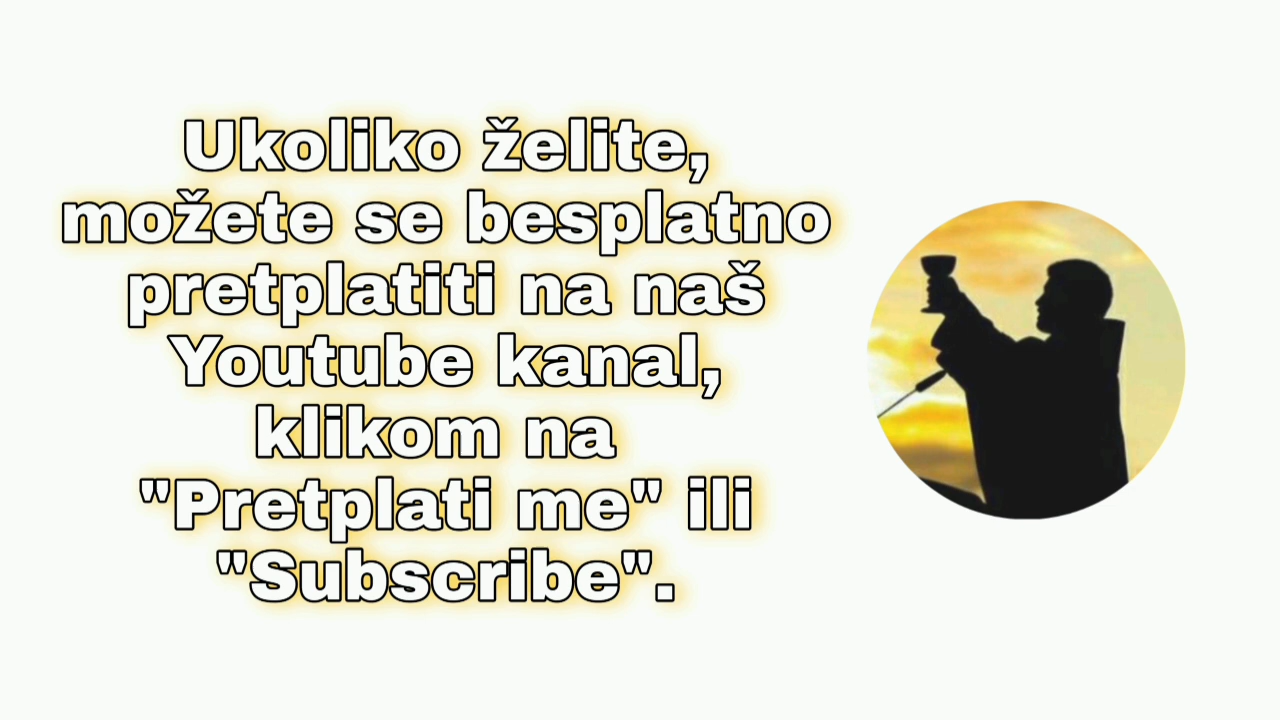 Ukoliko želite,
možete se besplatno
pretplatiti na naš
Youtube kanal,
klikom na
"Pretplati me" ili
"Subscribe".